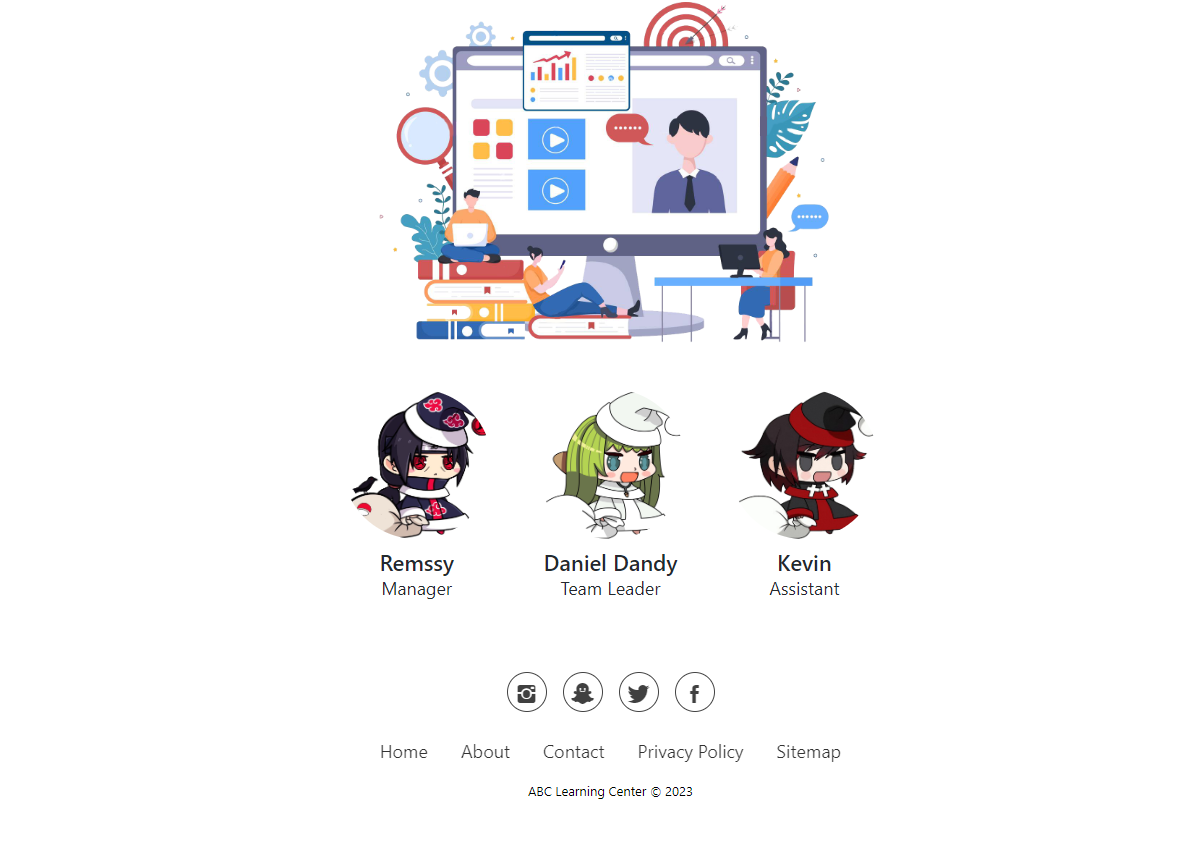 Remssy
Manager
Daniel Dandy
Team Leader
Kevin
Assistant
Home About Contact Privacy Policy Sitemap
ABC Learning Center © 2023